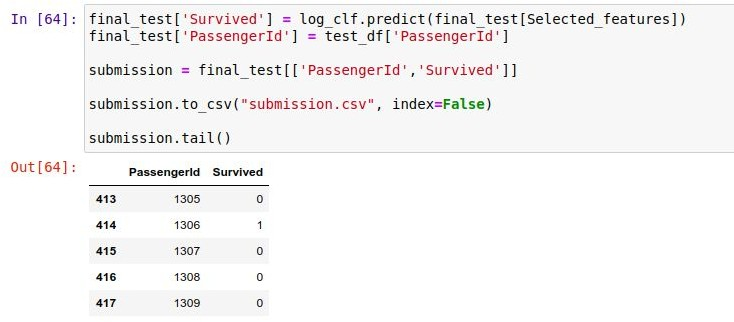 In [64]: final_test['Survived'] = log_clf.predict(final_test[Selected_features])
final_test['PassengerId'] = test_df['PassengerId']
submission = final_test[['PassengerId','Survived']]
submission.to_csv("submission.csv", index=False)
submission.tail()
Out[64]:
PassengerId Survived
413 1305 0
414 1306 1
415 1307 0
416 1308 0
417 1309 0